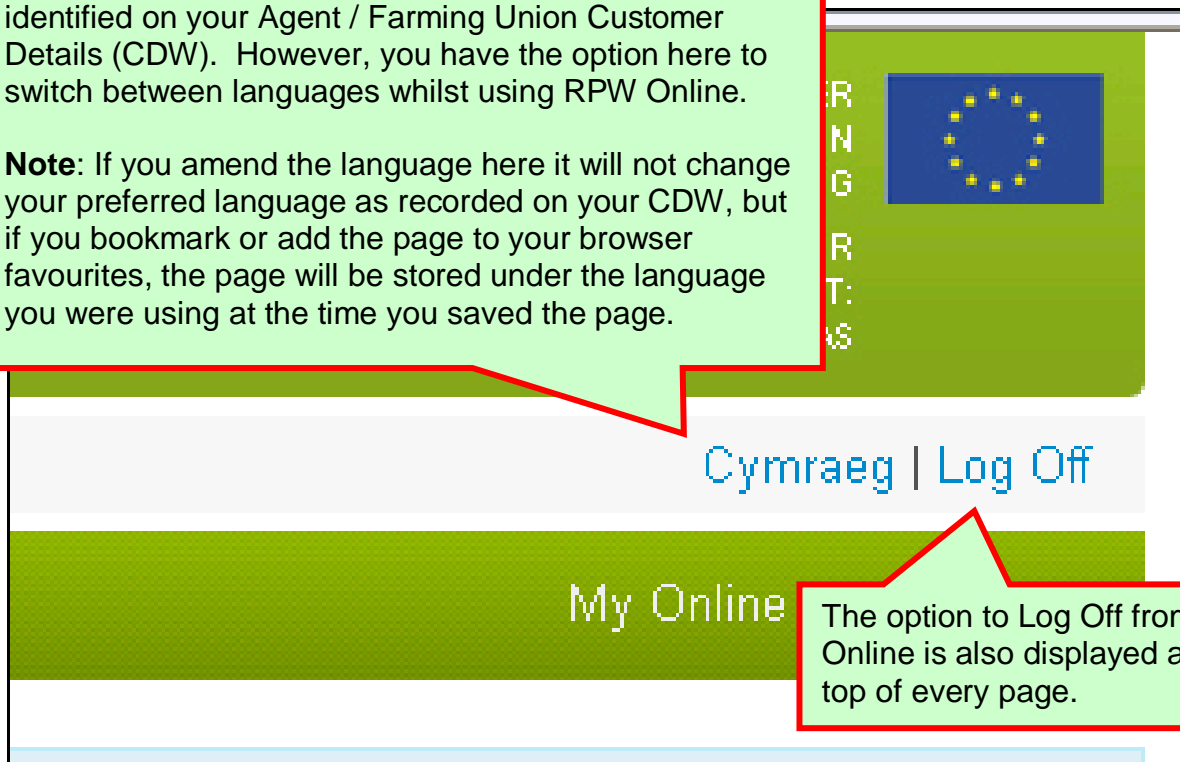 identified on your Agent / Farming Union Customer
Details (CDW).  However, you have the option here to
switch between languages whilst using RPW Online.
Note: If you amend the language here it will not change
your preferred language as recorded on your CDW, but
if you bookmark or add the page to your browser
favourites, the page will be stored under the language
you were using at the time you saved the page.
Cymraeg | Log Off
My Online
The option to Log Off
Online is also displayed
top of every page.